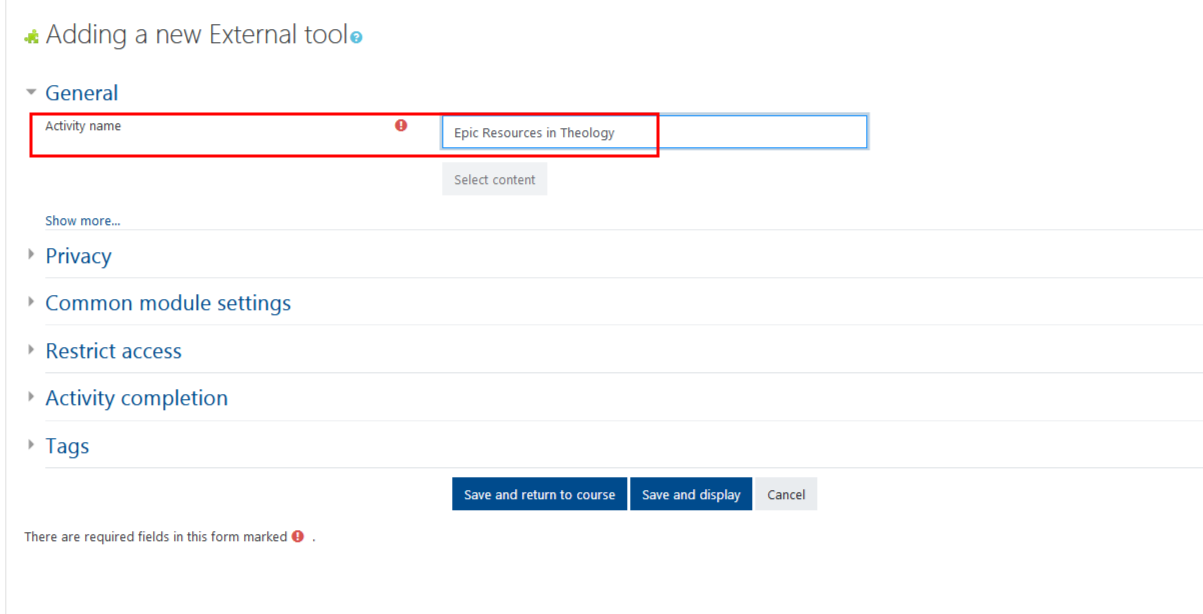 Adding a new External tool
General
Activity name
Epic Resources in Theology
Select content
Show more...
Privacy
Common module settings
Restrict access
Activity completion
Tags
Save and return to course Save and display Cancel
There are required fields in this form marked .